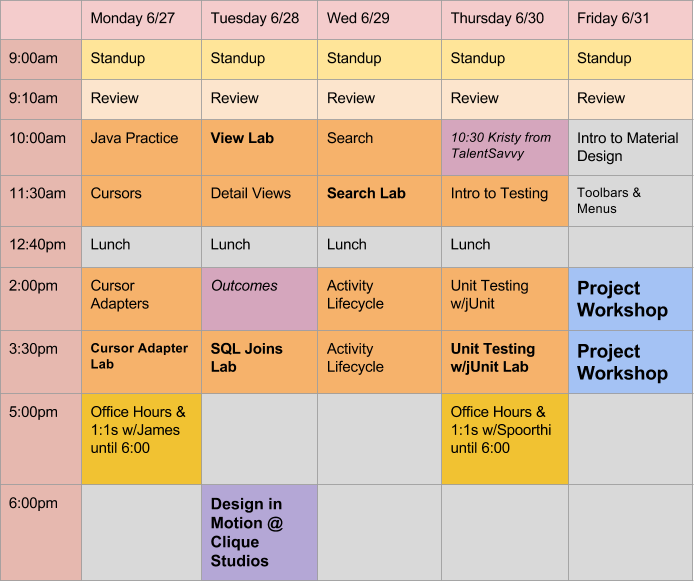 Monday 6/27 Tuesday 6/28 Wed 6/29 Thursday 6/30 Friday 6/31
9:00am Standup Standup Standup Standup Standup
9:10am Review Review Review Review Review
10:00am Java Practice View Lab Search 10:30 Kristy from TalentSavvy Intro to Material Design
11:30am Cursors Detail Views Search Lab Intro to Testing Toolbars & Menus
12:40pm Lunch Lunch Lunch Lunch
2:00pm Cursor Adapters Outcomes Activity Lifecycle Unit Testing w/jUnit Project Workshop
3:30pm Cursor Adapter Lab SQL Joins Lab Activity Lifecycle Unit Testing w/jUnit Lab Project Workshop
5:00pm Office Hours & 1:1s w/James until 6:00 Office Hours & 1:1s w/Spoorthi until 6:00
6:00pm Design in Motion @ Clique Studios